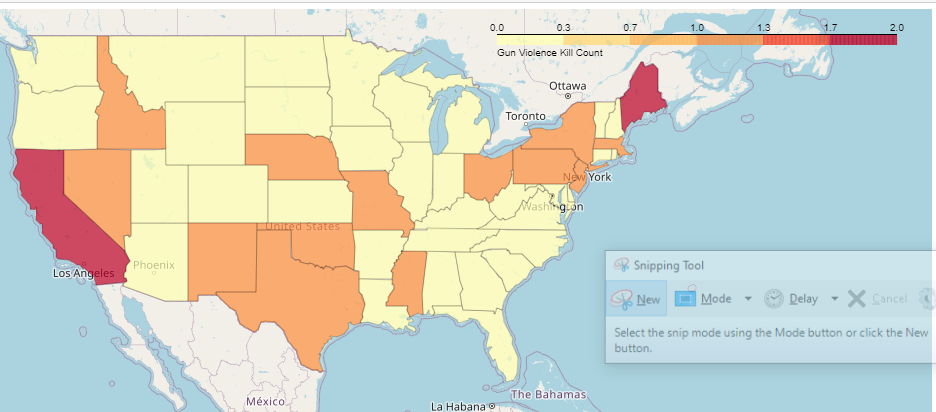 0.0 0.3 0.7 1.0 1.3 1.7 2.0
Gun Violence Kill Count
Ottawa
Toronto
New York
Washington
United States
Phoenix
Los Angeles
Snipping Tool
New Mode Delay Cancel
Select the snip mode using the Mode button or click the New
button.
México
The Bahamas
La Habana